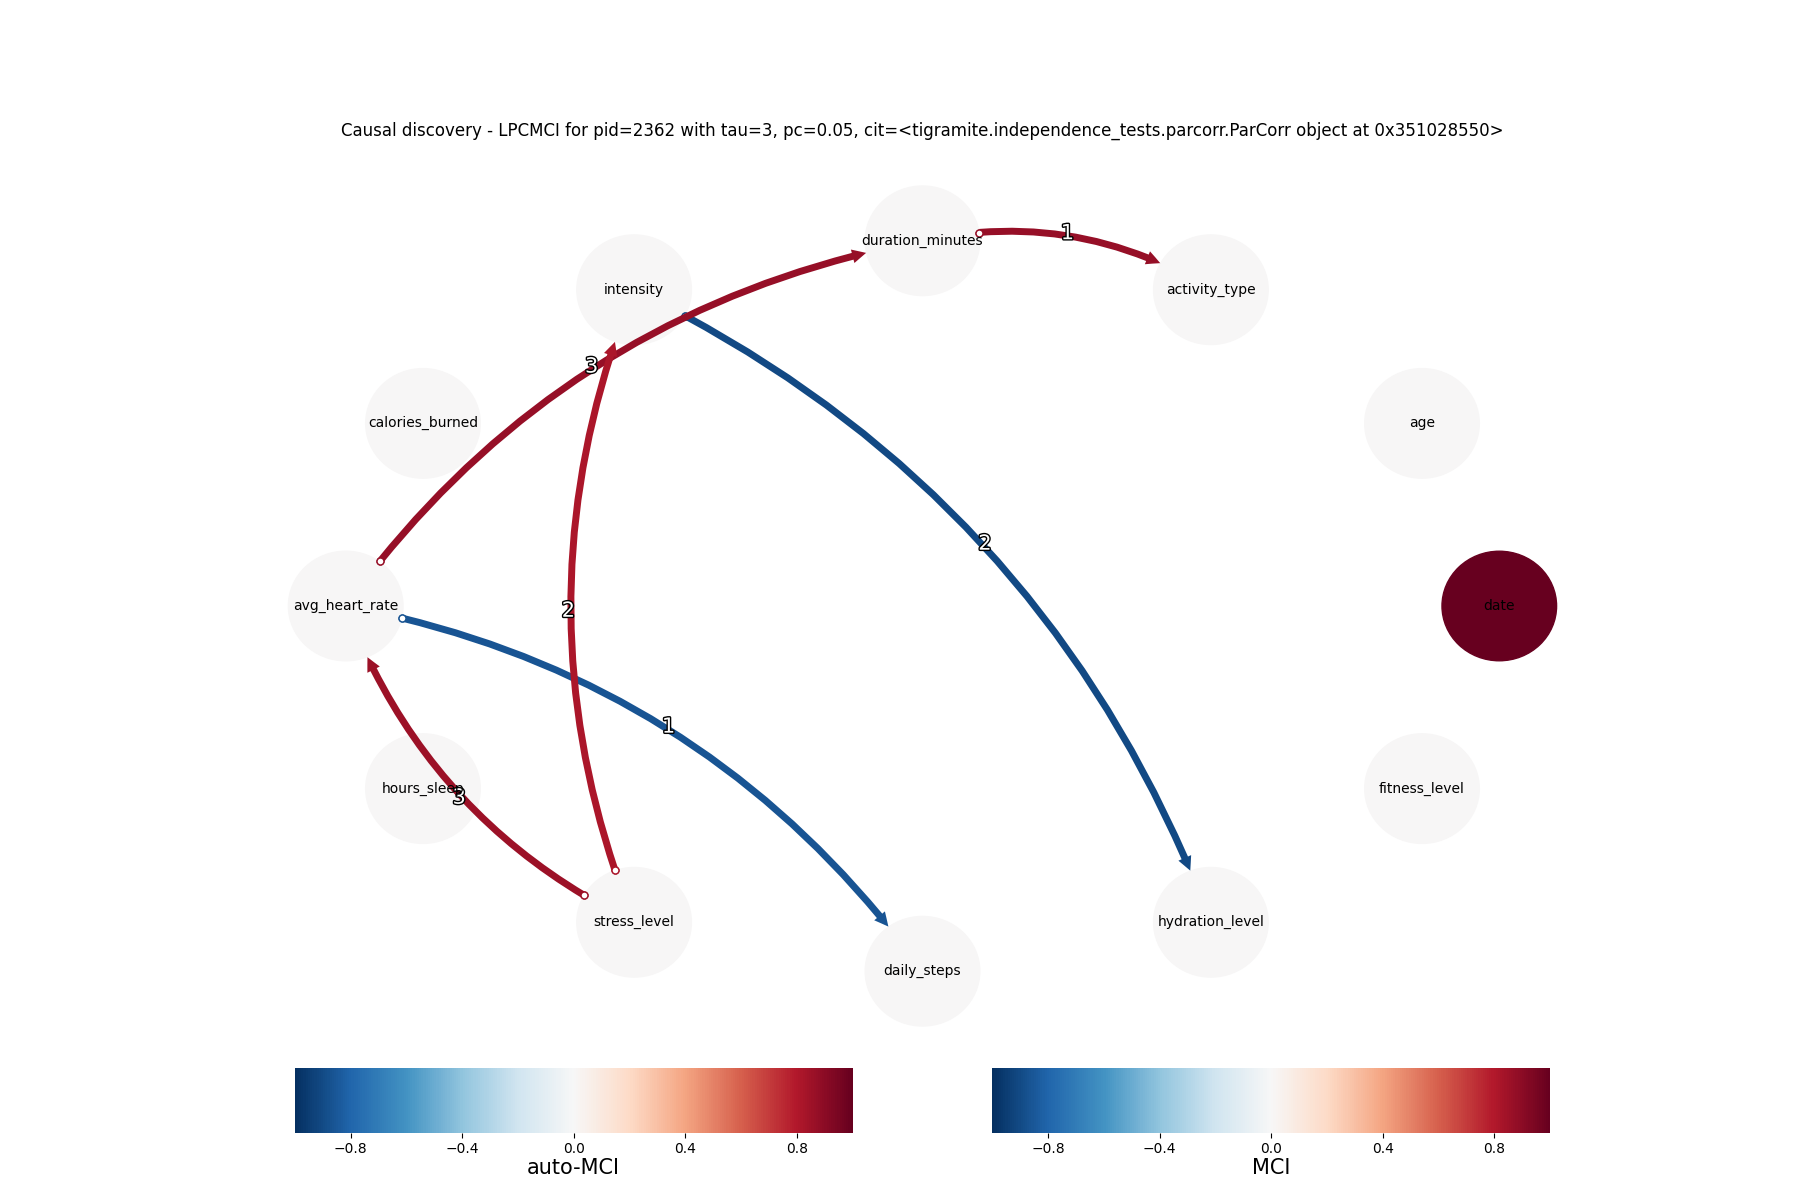 Causal discovery - LPCMCI for pid=2362 with tau=3, pc=0.05, cit=<tigramite.independence_tests.parcorr.ParCorr object at 0x351028550>
duration_minutes
1
intensity
activity_type
3
calories_burned
age
2
avg_heart_rate
2
date
1
hours_sleep
3
fitness_level
stress_level
hydration_level
daily_steps
−0.8 −0.4 0.0 0.4 0.8
auto-MCI
−0.8 −0.4 0.0 0.4 0.8
MCI